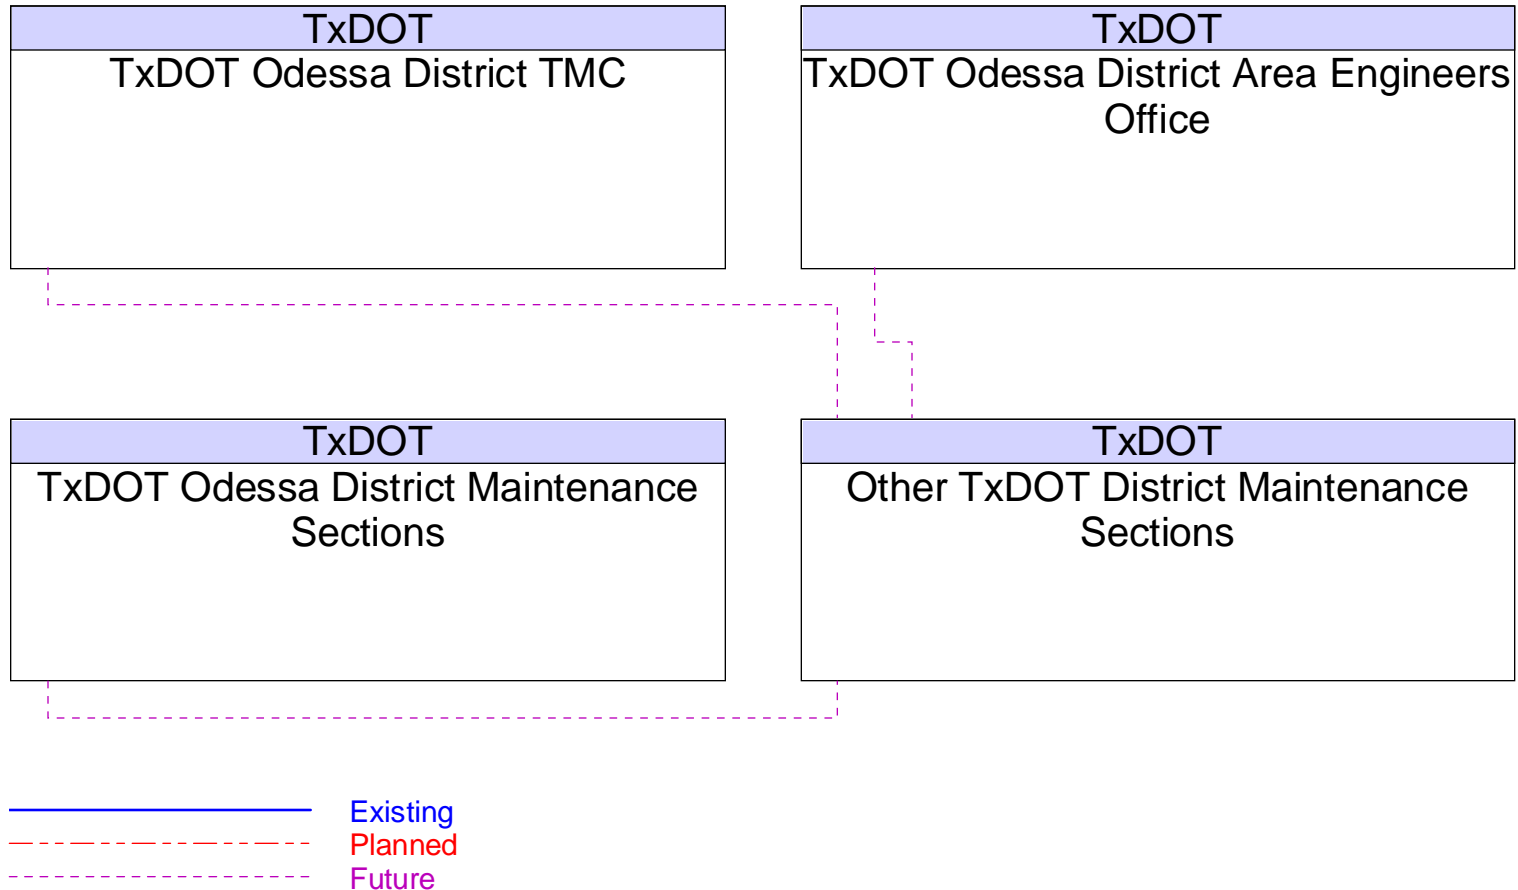 TxDOT
TxDOT Odessa District TMC
TxDOT
TxDOT Odessa District Area Engineers
Office
TxDOT
TxDOT Odessa District Maintenance
Sections
TxDOT
Other TxDOT District Maintenance
Sections
Existing
Planned
Future